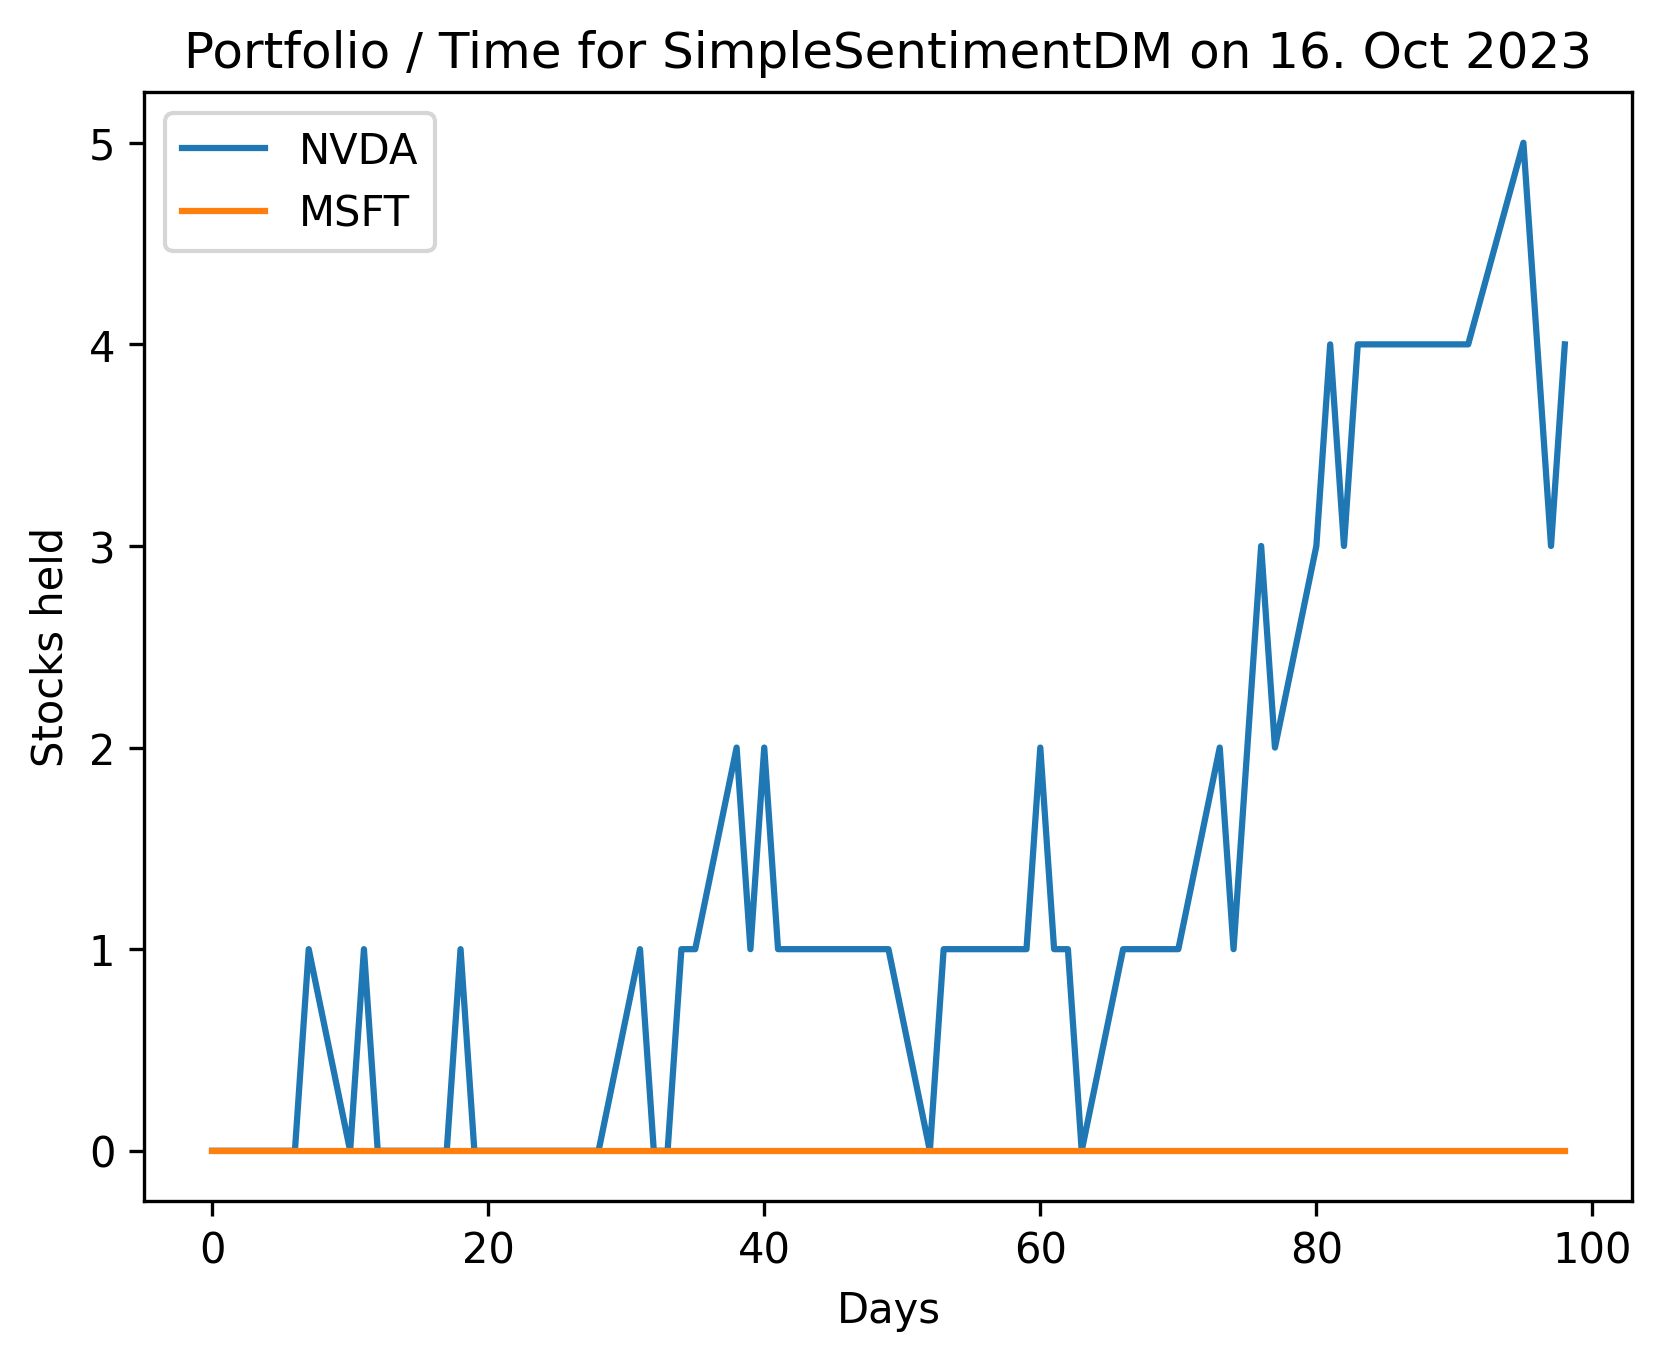 Portfolio / Time for SimpleSentimentDM on 16. Oct 2023
NVDA
MSFT
Stocks held
5
4
3
2
1
0
0 20 40 60 80 100
Days